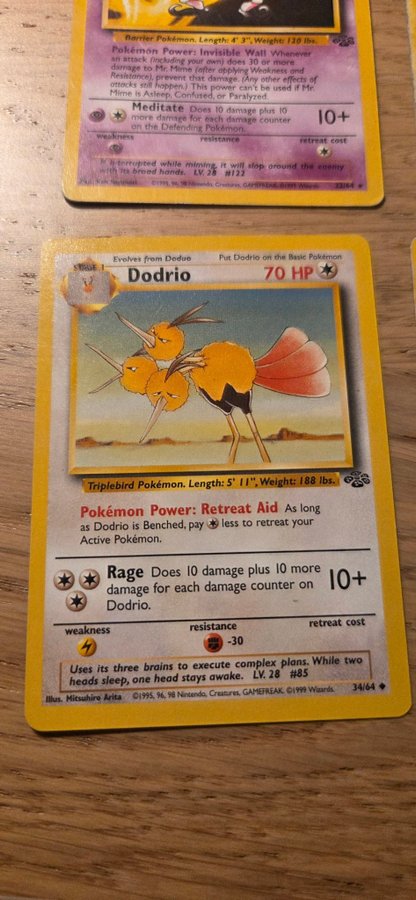 Barrier Pokémon. Length: 4' 3", Weight: 120 lbs.
Pokémon Power: Invisible Wall Whenever
an attack (including your own) does 30 or more
damage to Mr. Mime (after applying Weakness and
Resistance), prevent that damage. (Any other effects of
attacks still happen.) This power can't be used if Mr.
Mime is Asleep, Confused, or Paralyzed.
Meditate Does 10 damage plus 10
more damage for each damage counter
on the Defending Pokémon.
10+
weakness resistance retreat cost
If interrupted while miming, it will slap around the enemy
with its broad hands. LV. 28 #122
©1995, 96, 98 Nintendo, Creatures, GAMEFREAK. ©1999 Wizards. 22/64
STAGE 1
Evolves from Doduo Put Dodrio on the Basic Pokémon
Dodrio 70 HP
Triplebird Pokémon. Length: 5' 11", Weight: 188 lbs.
Pokémon Power: Retreat Aid As long
as Dodrio is Benched, pay less to retreat your
Active Pokémon.
Rage Does 10 damage plus 10 more
damage for each damage counter on
Dodrio.
10+
weakness resistance retreat cost
-30
Uses its three brains to execute complex plans. While two
heads sleep, one head stays awake. LV. 28 #85
Illus. Mitsuhiro Arita ©1995, 96, 98 Nintendo, Creatures, GAMEFREAK. ©1999 Wizards. 34/64